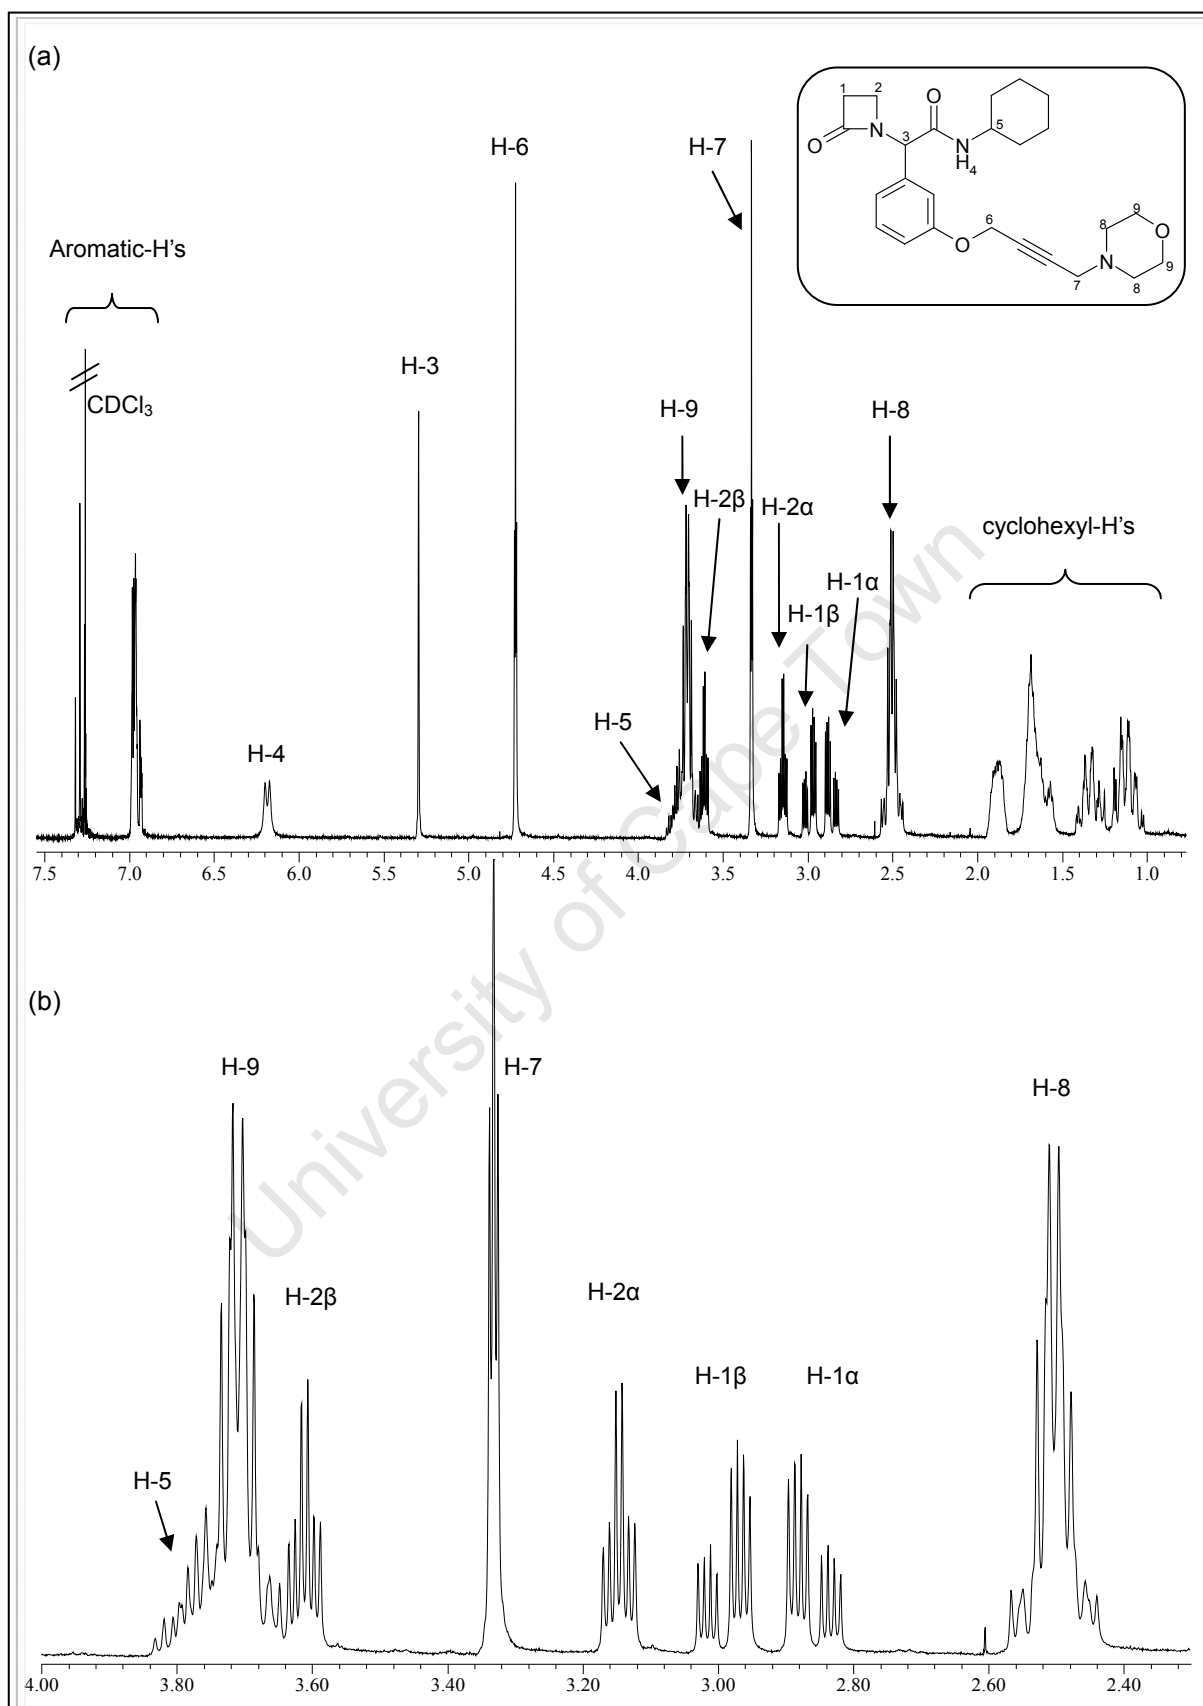 (a)
1
2
O
N
3
O
N
H
4
5
6
O
7
N
8
8
9
9
O
H-6
H-7
Aromatic-H's
CDCl₃
H-3
H-4
H-9
H-5
H-2β
H-2α
H-1β
H-1α
H-8
cyclohexyl-H's
7.5 7.0 6.5 6.0 5.5 5.0 4.5 4.0 3.5 3.0 2.5 2.0 1.5 1.0
University of Cape Town
(b)
H-9
H-7
H-8
H-2β
H-2α
H-1β
H-1α
H-5
4.00 3.80 3.60 3.40 3.20 3.00 2.80 2.60 2.40